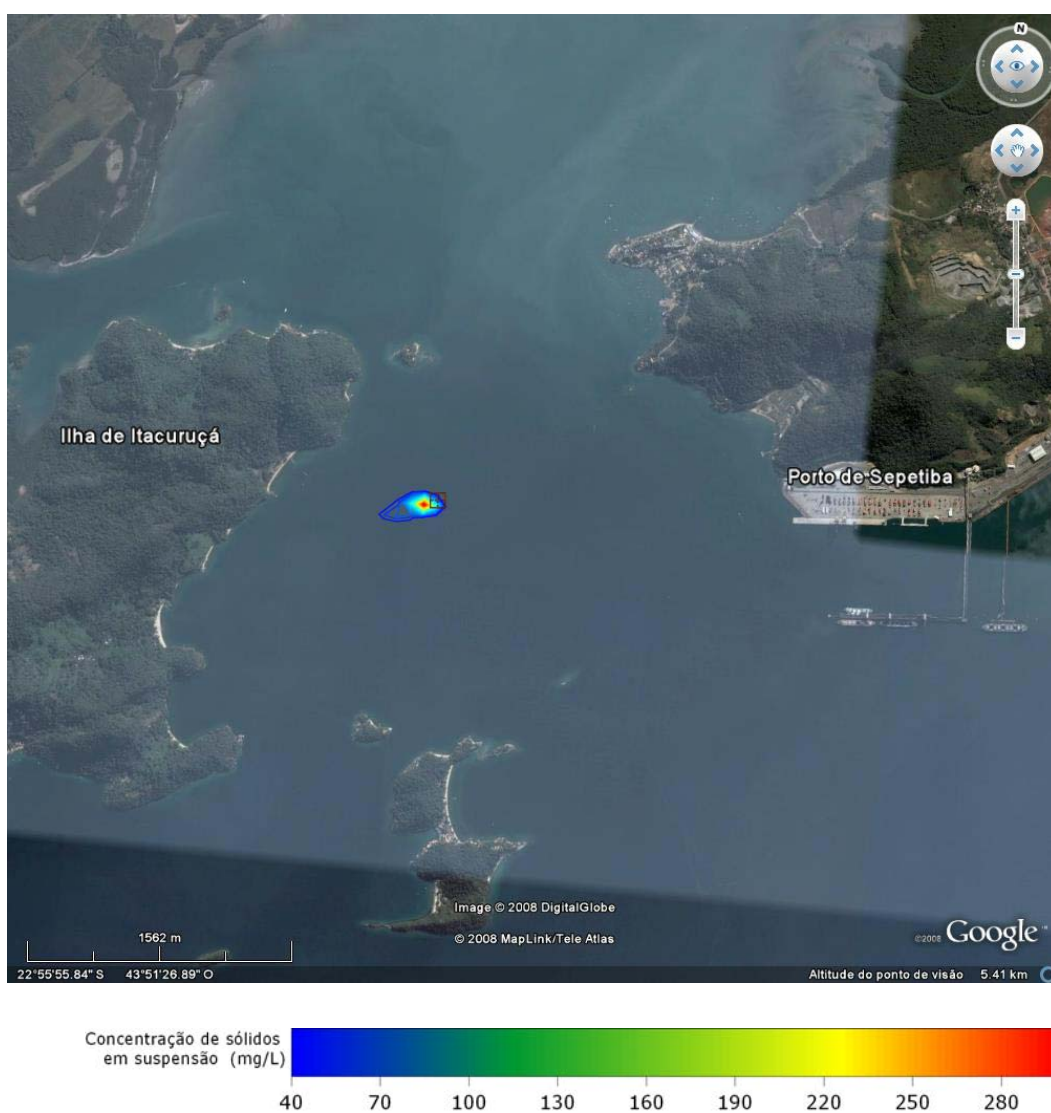 N
Ilha de Itacuruçá
Porto de Sepetiba
Image © 2008 DigitalGlobe
© 2008 MapLink/Tele Atlas
©2008 Google
1562 m
22°55'55.84" S 43°51'26.89" O
Altitude do ponto de visão 5.41 km
Concentração de sólidos
em suspensão (mg/L)
40 70 100 130 160 190 220 250 280